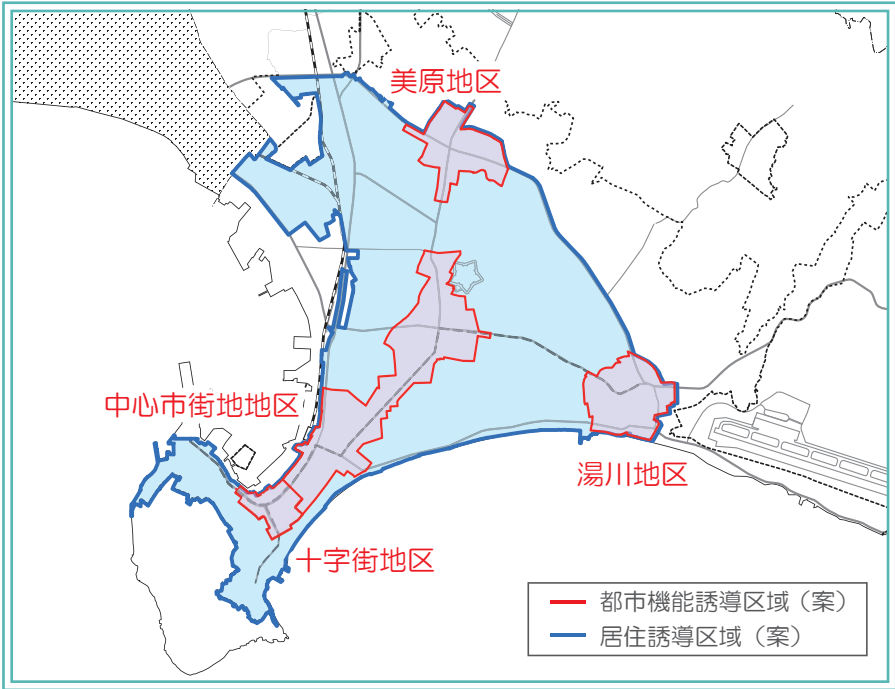 美原地区
中心市街地地区
湯川地区
十字街地区
都市機能誘導区域（案）
居住誘導区域（案）